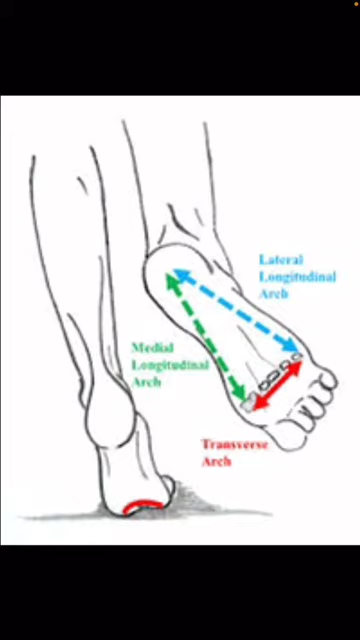 Lateral
Longitudinal
Arch
Medial
Longitudinal
Arch
Transverse
Arch